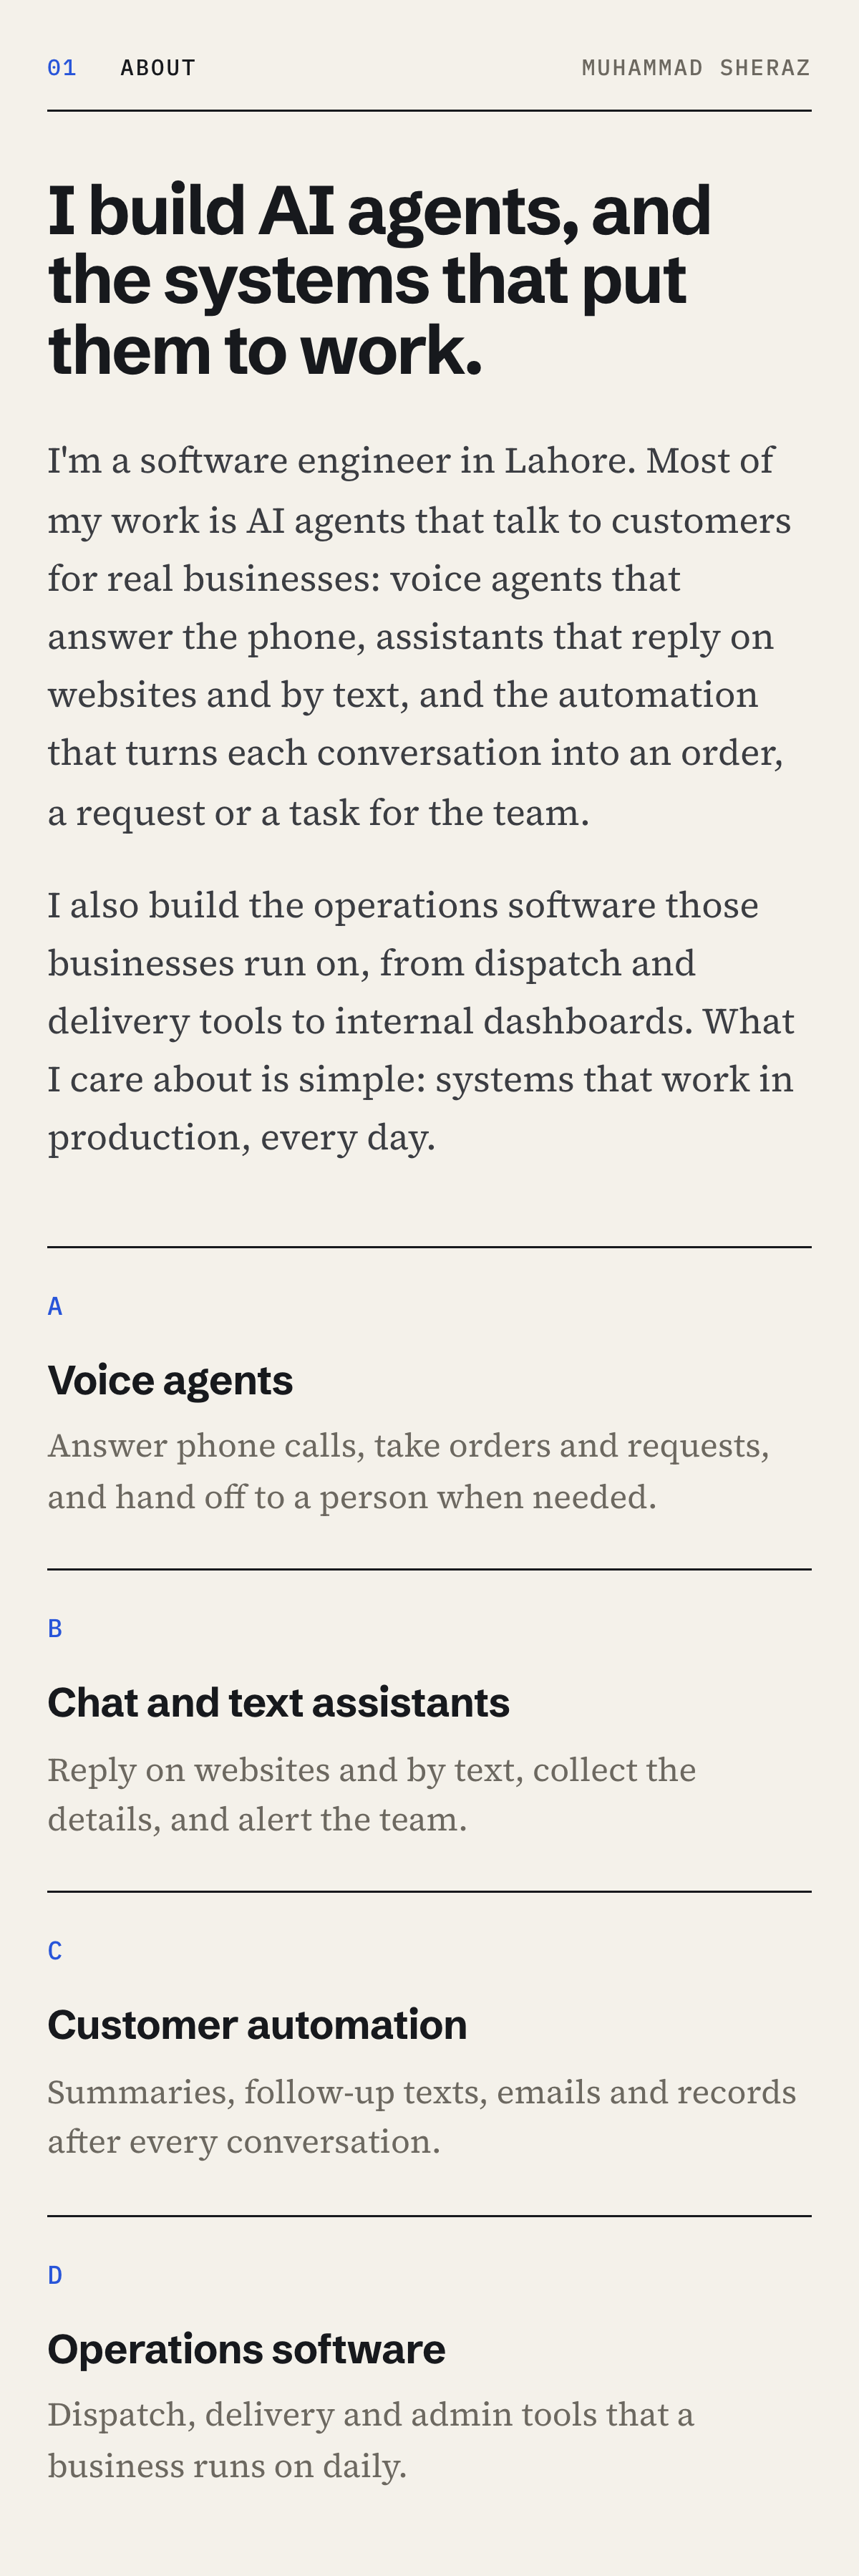 01 ABOUT MUHAMMAD SHERAZ
I build AI agents, and
the systems that put
them to work.
I'm a software engineer in Lahore. Most of
my work is AI agents that talk to customers
for real businesses: voice agents that
answer the phone, assistants that reply on
websites and by text, and the automation
that turns each conversation into an order,
a request or a task for the team.
I also build the operations software those
businesses run on, from dispatch and
delivery tools to internal dashboards. What
I care about is simple: systems that work in
production, every day.
A
Voice agents
Answer phone calls, take orders and requests,
and hand off to a person when needed.
B
Chat and text assistants
Reply on websites and by text, collect the
details, and alert the team.
C
Customer automation
Summaries, follow-up texts, emails and records
after every conversation.
D
Operations software
Dispatch, delivery and admin tools that a
business runs on daily.